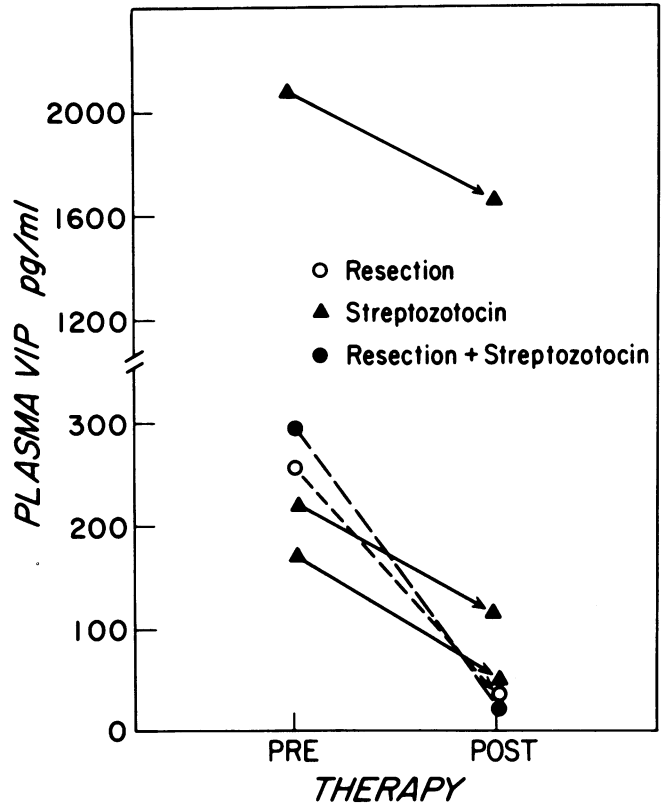 PLASMA VIP pg/ml
2000
1600
1200
300
200
100
0
Resection
Streptozotocin
Resection + Streptozotocin
PRE
POST
THERAPY